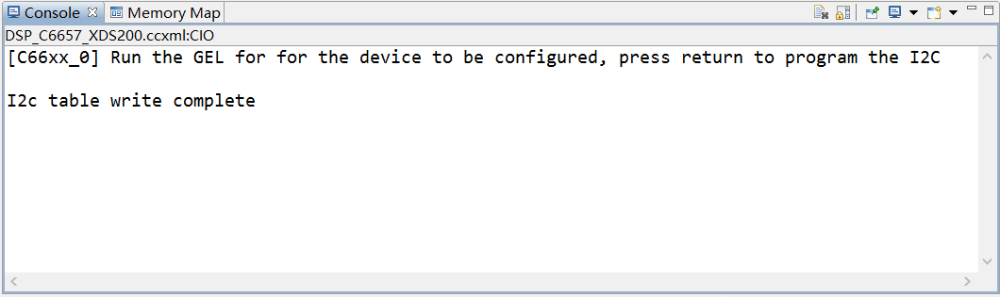 Console Memory Map
DSP_C6657_XDS200.ccxml:CIO
[C66xx_0] Run the GEL for for the device to be configured, press return to program the I2C
I2c table write complete